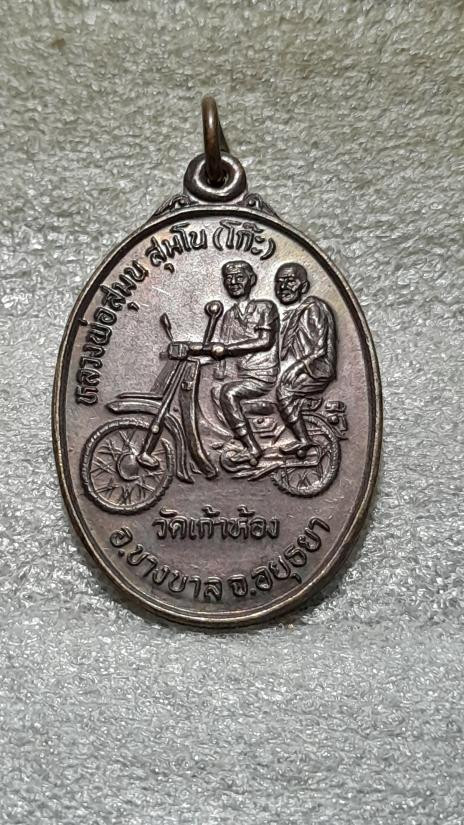 หลวงพ่อสมุน สุมโน (โก๊ะ)
วัดเก้าห้อง
อ.บางบาล จ.อยุธยา